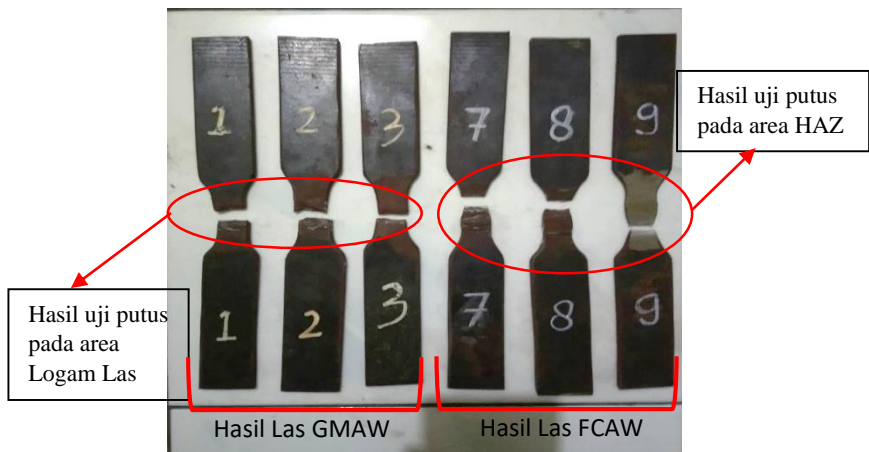 1 2 3 7 8 9
Hasil uji putus
pada area HAZ
1 2 3 7 8 9
Hasil uji putus
pada area
Logam Las
Hasil Las GMAW
Hasil Las FCAW